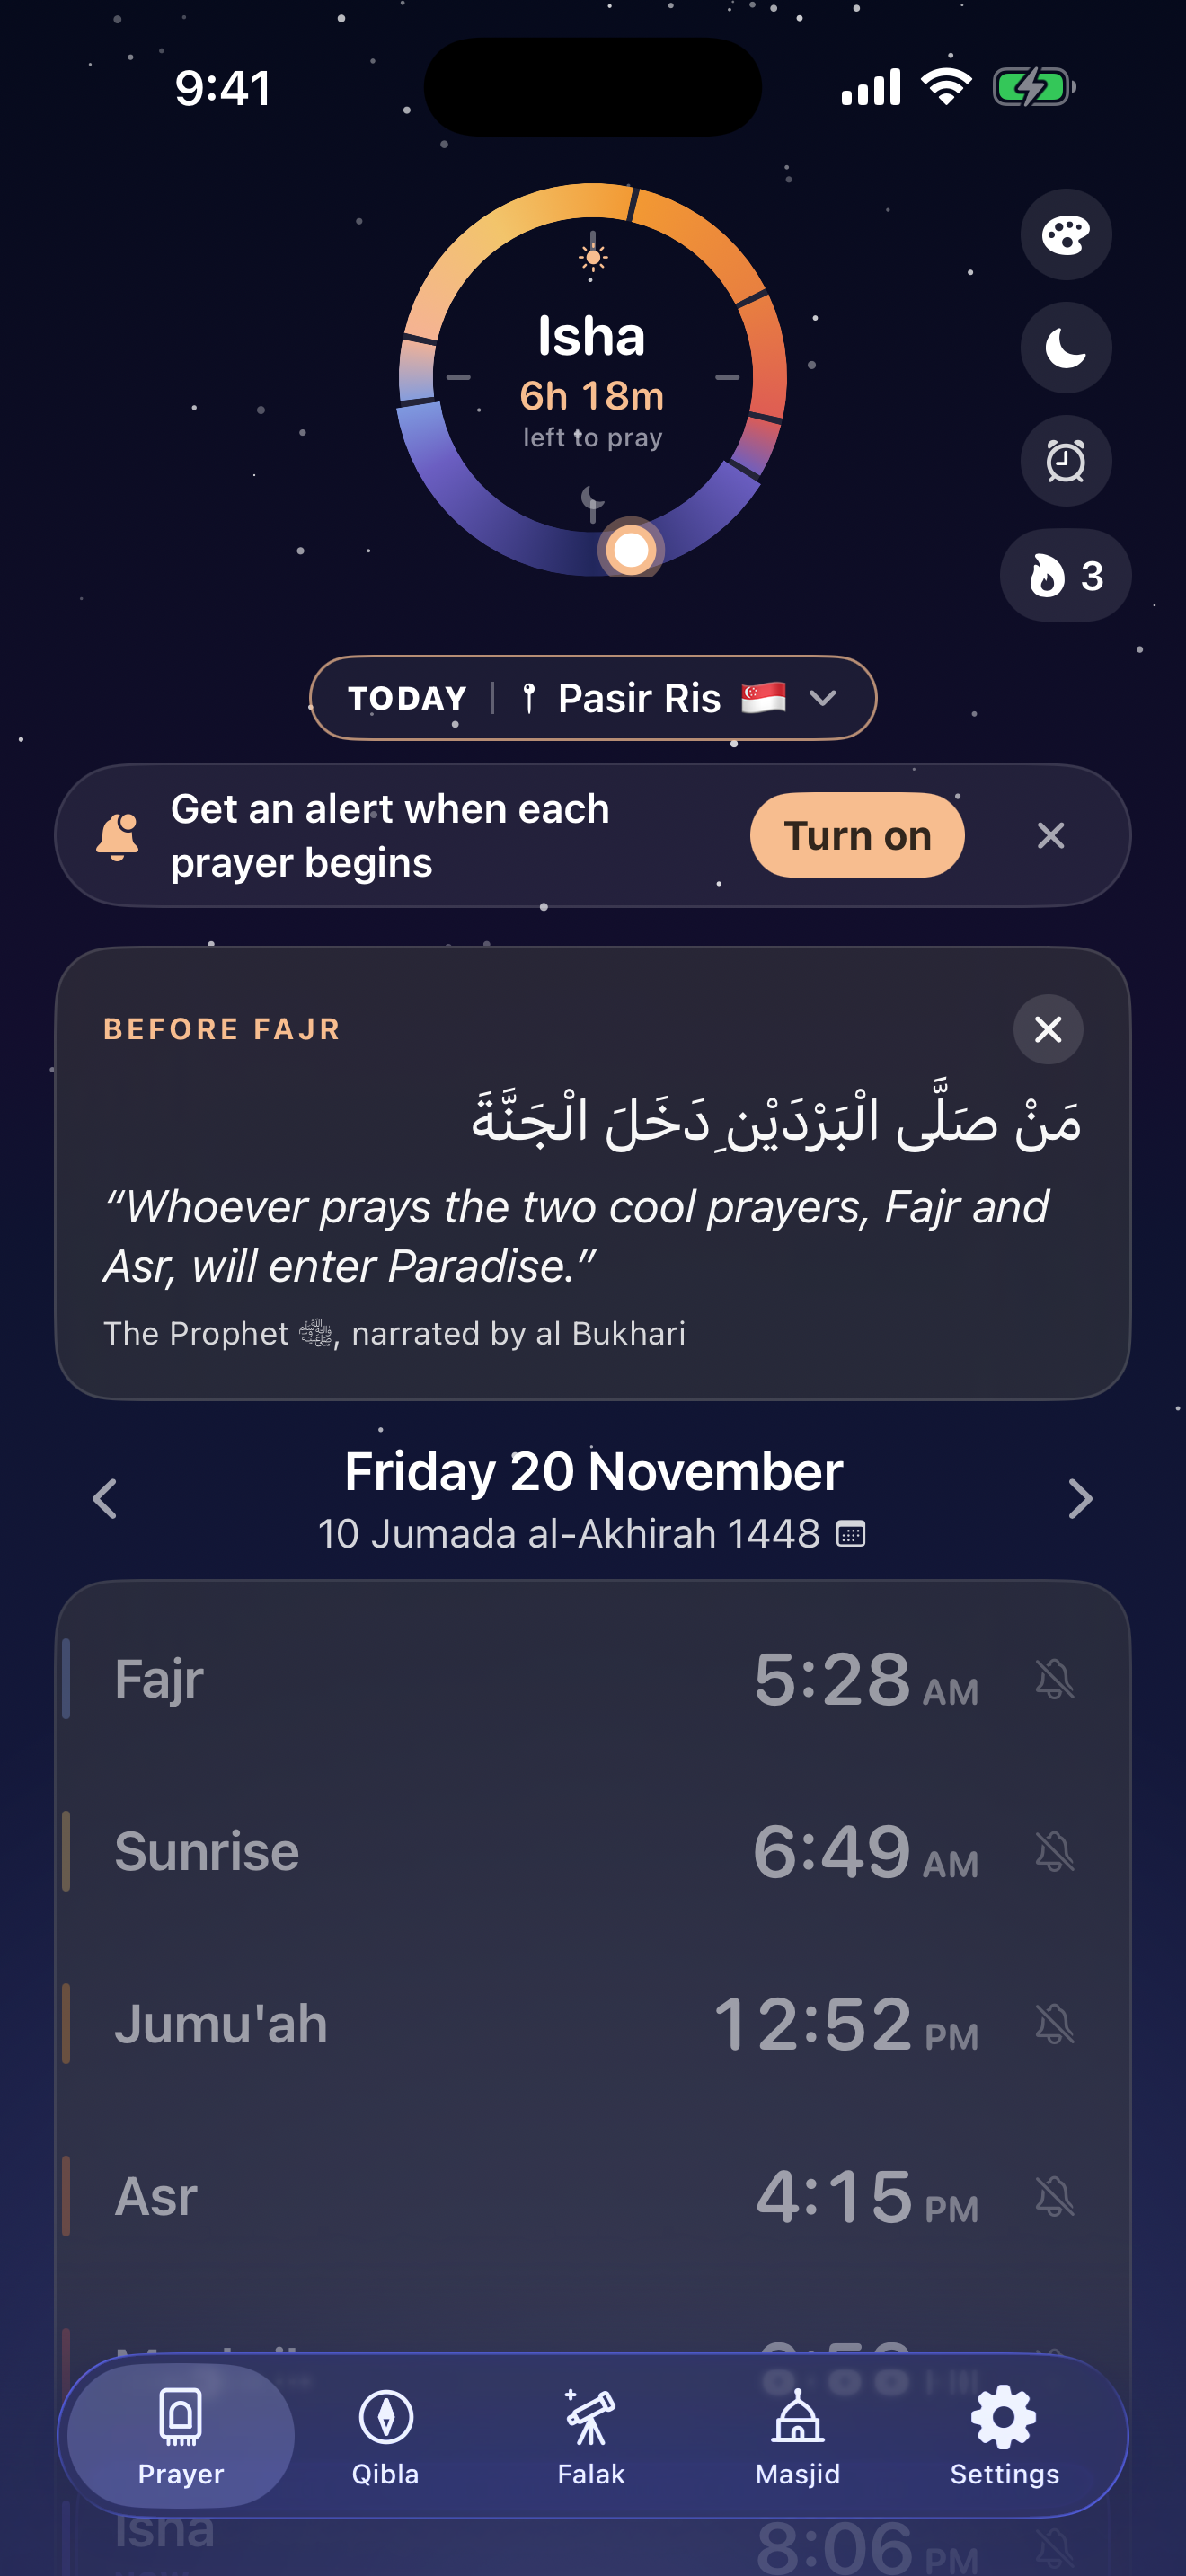 9:41
Isha
6h 18m
left to pray
3
TODAY | Pasir Ris 🇸🇬
Get an alert when each
prayer begins
Turn on
BEFORE FAJR
مَنْ صَلَّى الْبَرْدَيْنِ دَخَلَ الْجَنَّةَ
“Whoever prays the two cool prayers, Fajr and
Asr, will enter Paradise.”
The Prophet ﷺ, narrated by al Bukhari
Friday 20 November
10 Jumada al-Akhirah 1448
Fajr 5:28 AM
Sunrise 6:49 AM
Jumu'ah 12:52 PM
Asr 4:15 PM
Prayer Qibla Falak Masjid Settings
Isha 8:06 PM